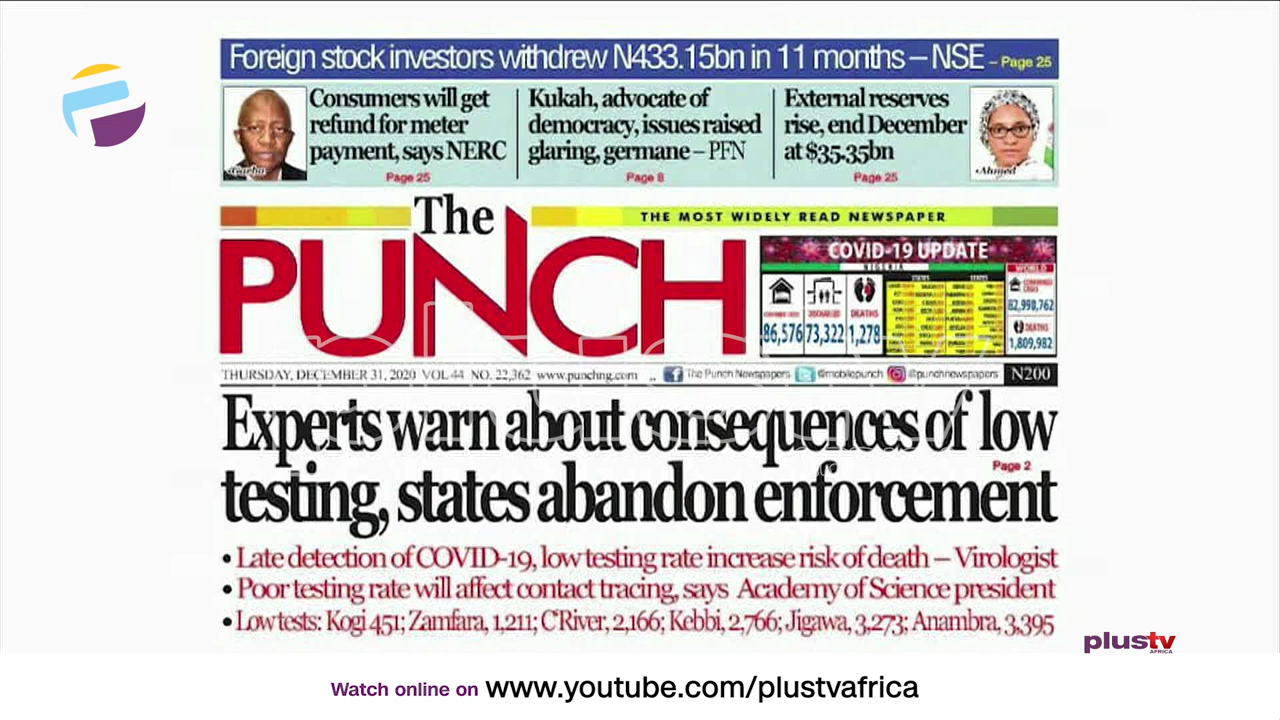 Foreign stock investors withdrew N433.15bn in 11 months – NSE – Page 25
Consumers will get
refund for meter
payment, says NERC
Page 25
Kukah, advocate of
democracy, issues raised
glaring, germane – PFN
Page 8
External reserves
rise, end December
at $35.35bn
Page 25
Ahmed
The
PUNCH
THE MOST WIDELY READ NEWSPAPER
COVID-19 UPDATE
NIGERIA
DEATHS
86,576 73,322 1,278
WORLD
CONFIRMED
CASES
82,998,762
DEATHS
1,809,982
THURSDAY, DECEMBER 31, 2020 VOL 44 NO. 22,362 www.punchng.com The Punch Newspapers @mobilepunch @punchnewspapers N200
Experts warn about consequences of low
Page 2
testing, states abandon enforcement
• Late detection of COVID-19, low testing rate increase risk of death – Virologist
• Poor testing rate will affect contact tracing, says Academy of Science president
• Low tests: Kogi 451; Zamfara, 1,211; C'River, 2,166; Kebbi, 2,766; Jigawa, 3,273; Anambra, 3,395
plustv
AFRICA
Watch online on www.youtube.com/plustvafrica